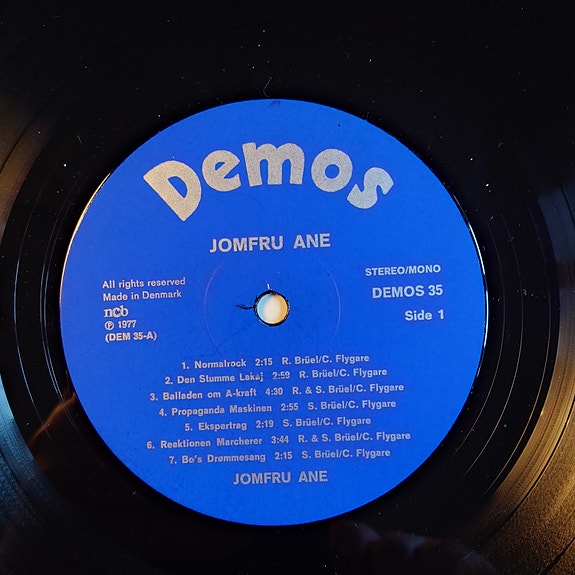 Demos
JOMFRU ANE
All rights reserved
Made in Denmark
ncb
Ⓟ 1977
(DEM 35-A)
STEREO/MONO
DEMOS 35
Side 1
1. Normalrock 2:15 R. Brüel/C. Flygare
2. Den Stumme Lakaj 2:59 R. Brüel/C. Flygare
3. Balladen om A-kraft 4:30 R. & S. Brüel/C. Flygare
4. Propaganda Maskinen 2:55 S. Brüel/C. Flygare
5. Ekspertrag 2:19 S. Brüel/C. Flygare
6. Reaktionen Marcherer 3:44 R. & S. Brüel/C. Flygare
7. Bo's Drømmesang 2:15 S. Brüel/C. Flygare
JOMFRU ANE